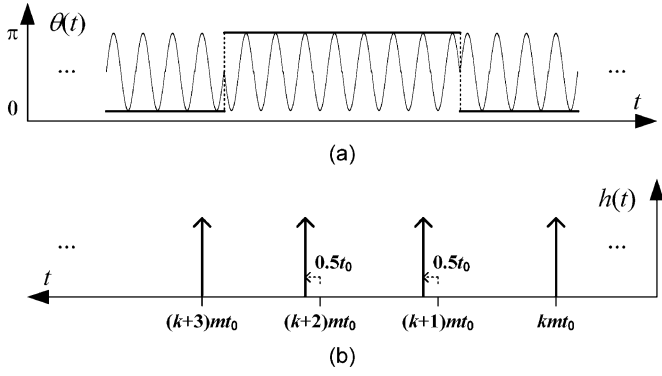 π θ(t)
... ...
0 t
(a)
h(t)
... ...
t 0.5t₀ 0.5t₀
(k+3)mt₀ (k+2)mt₀ (k+1)mt₀ kmt₀
(b)